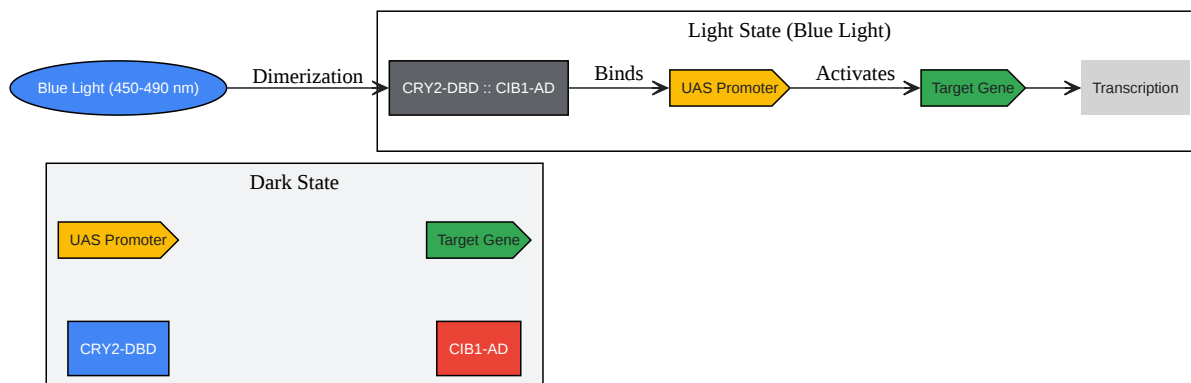 Light State (Blue Light)
Blue Light (450-490 nm)
Dimerization
CRY2-DBD :: CIB1-AD
Binds
UAS Promoter
Activates
Target Gene
Transcription
Dark State
UAS Promoter
Target Gene
CRY2-DBD
CIB1-AD